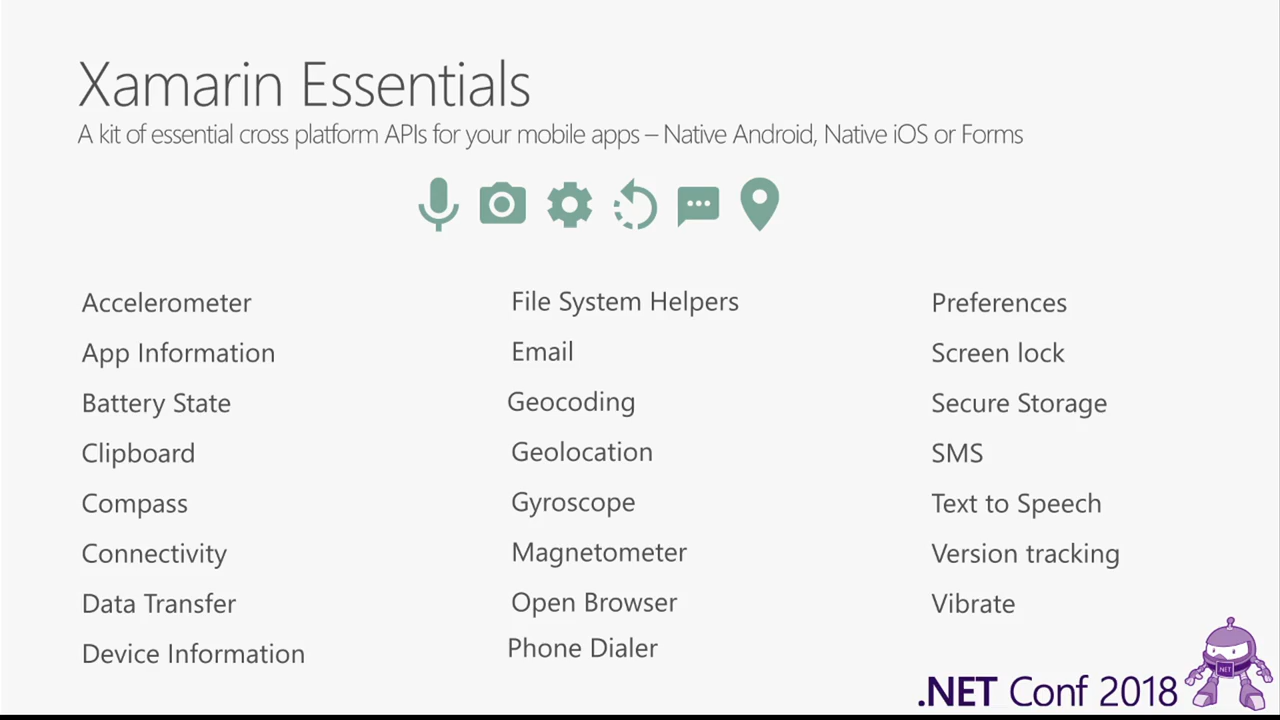 Xamarin Essentials
A kit of essential cross platform APIs for your mobile apps – Native Android, Native iOS or Forms
Accelerometer
App Information
Battery State
Clipboard
Compass
Connectivity
Data Transfer
Device Information
File System Helpers
Email
Geocoding
Geolocation
Gyroscope
Magnetometer
Open Browser
Phone Dialer
Preferences
Screen lock
Secure Storage
SMS
Text to Speech
Version tracking
Vibrate
.NET Conf 2018
.NET